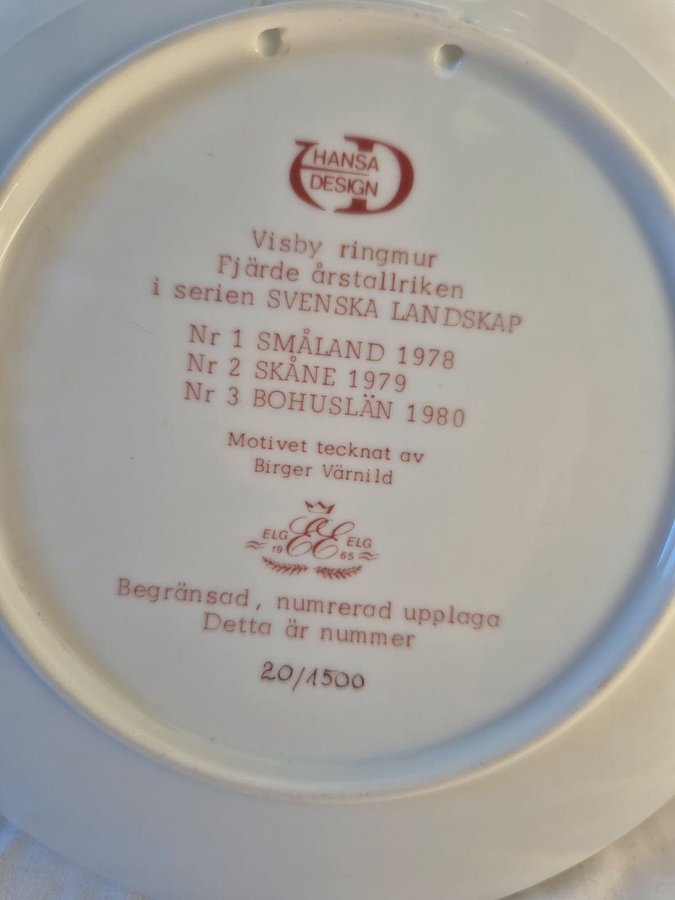 HANSA
DESIGN
Visby ringmur
Fjärde årstallriken
i serien SVENSKA LANDSKAP
Nr 1 SMÅLAND 1978
Nr 2 SKÅNE 1979
Nr 3 BOHUSLÄN 1980
Motivet tecknat av
Birger Värnild
ELG EE ELG
19 65
Begränsad, numrerad upplaga
Detta är nummer
20/1500